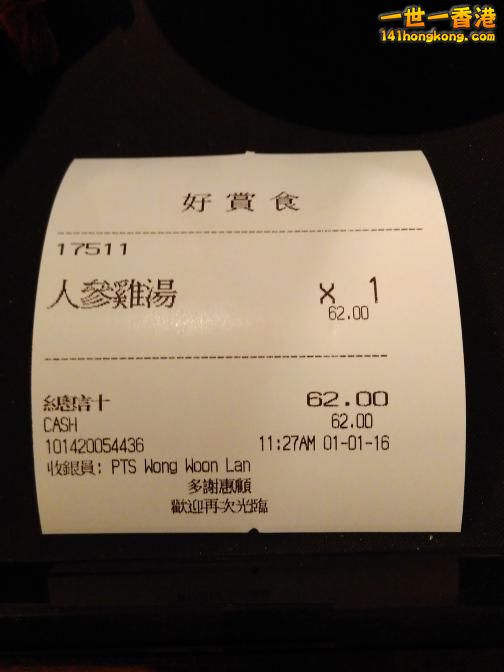 一世一香港
141hongkong.com
好賞食
17511
人參雞湯 X 1
62.00
總計 62.00
CASH 62.00
101420054436 11:27AM 01-01-16
收銀員: PTS Wong Woon Lan
多謝惠顧
歡迎再次光臨